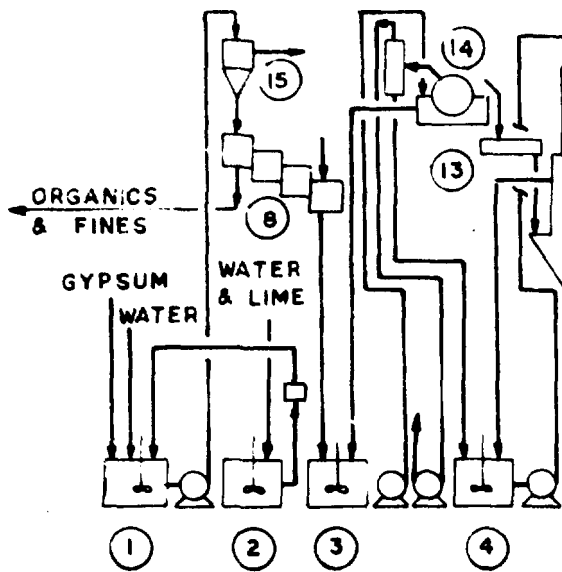 14
15
13
ORGANICS
& FINES
8
GYPSUM
WATER
WATER
& LIME
1
2
3
4